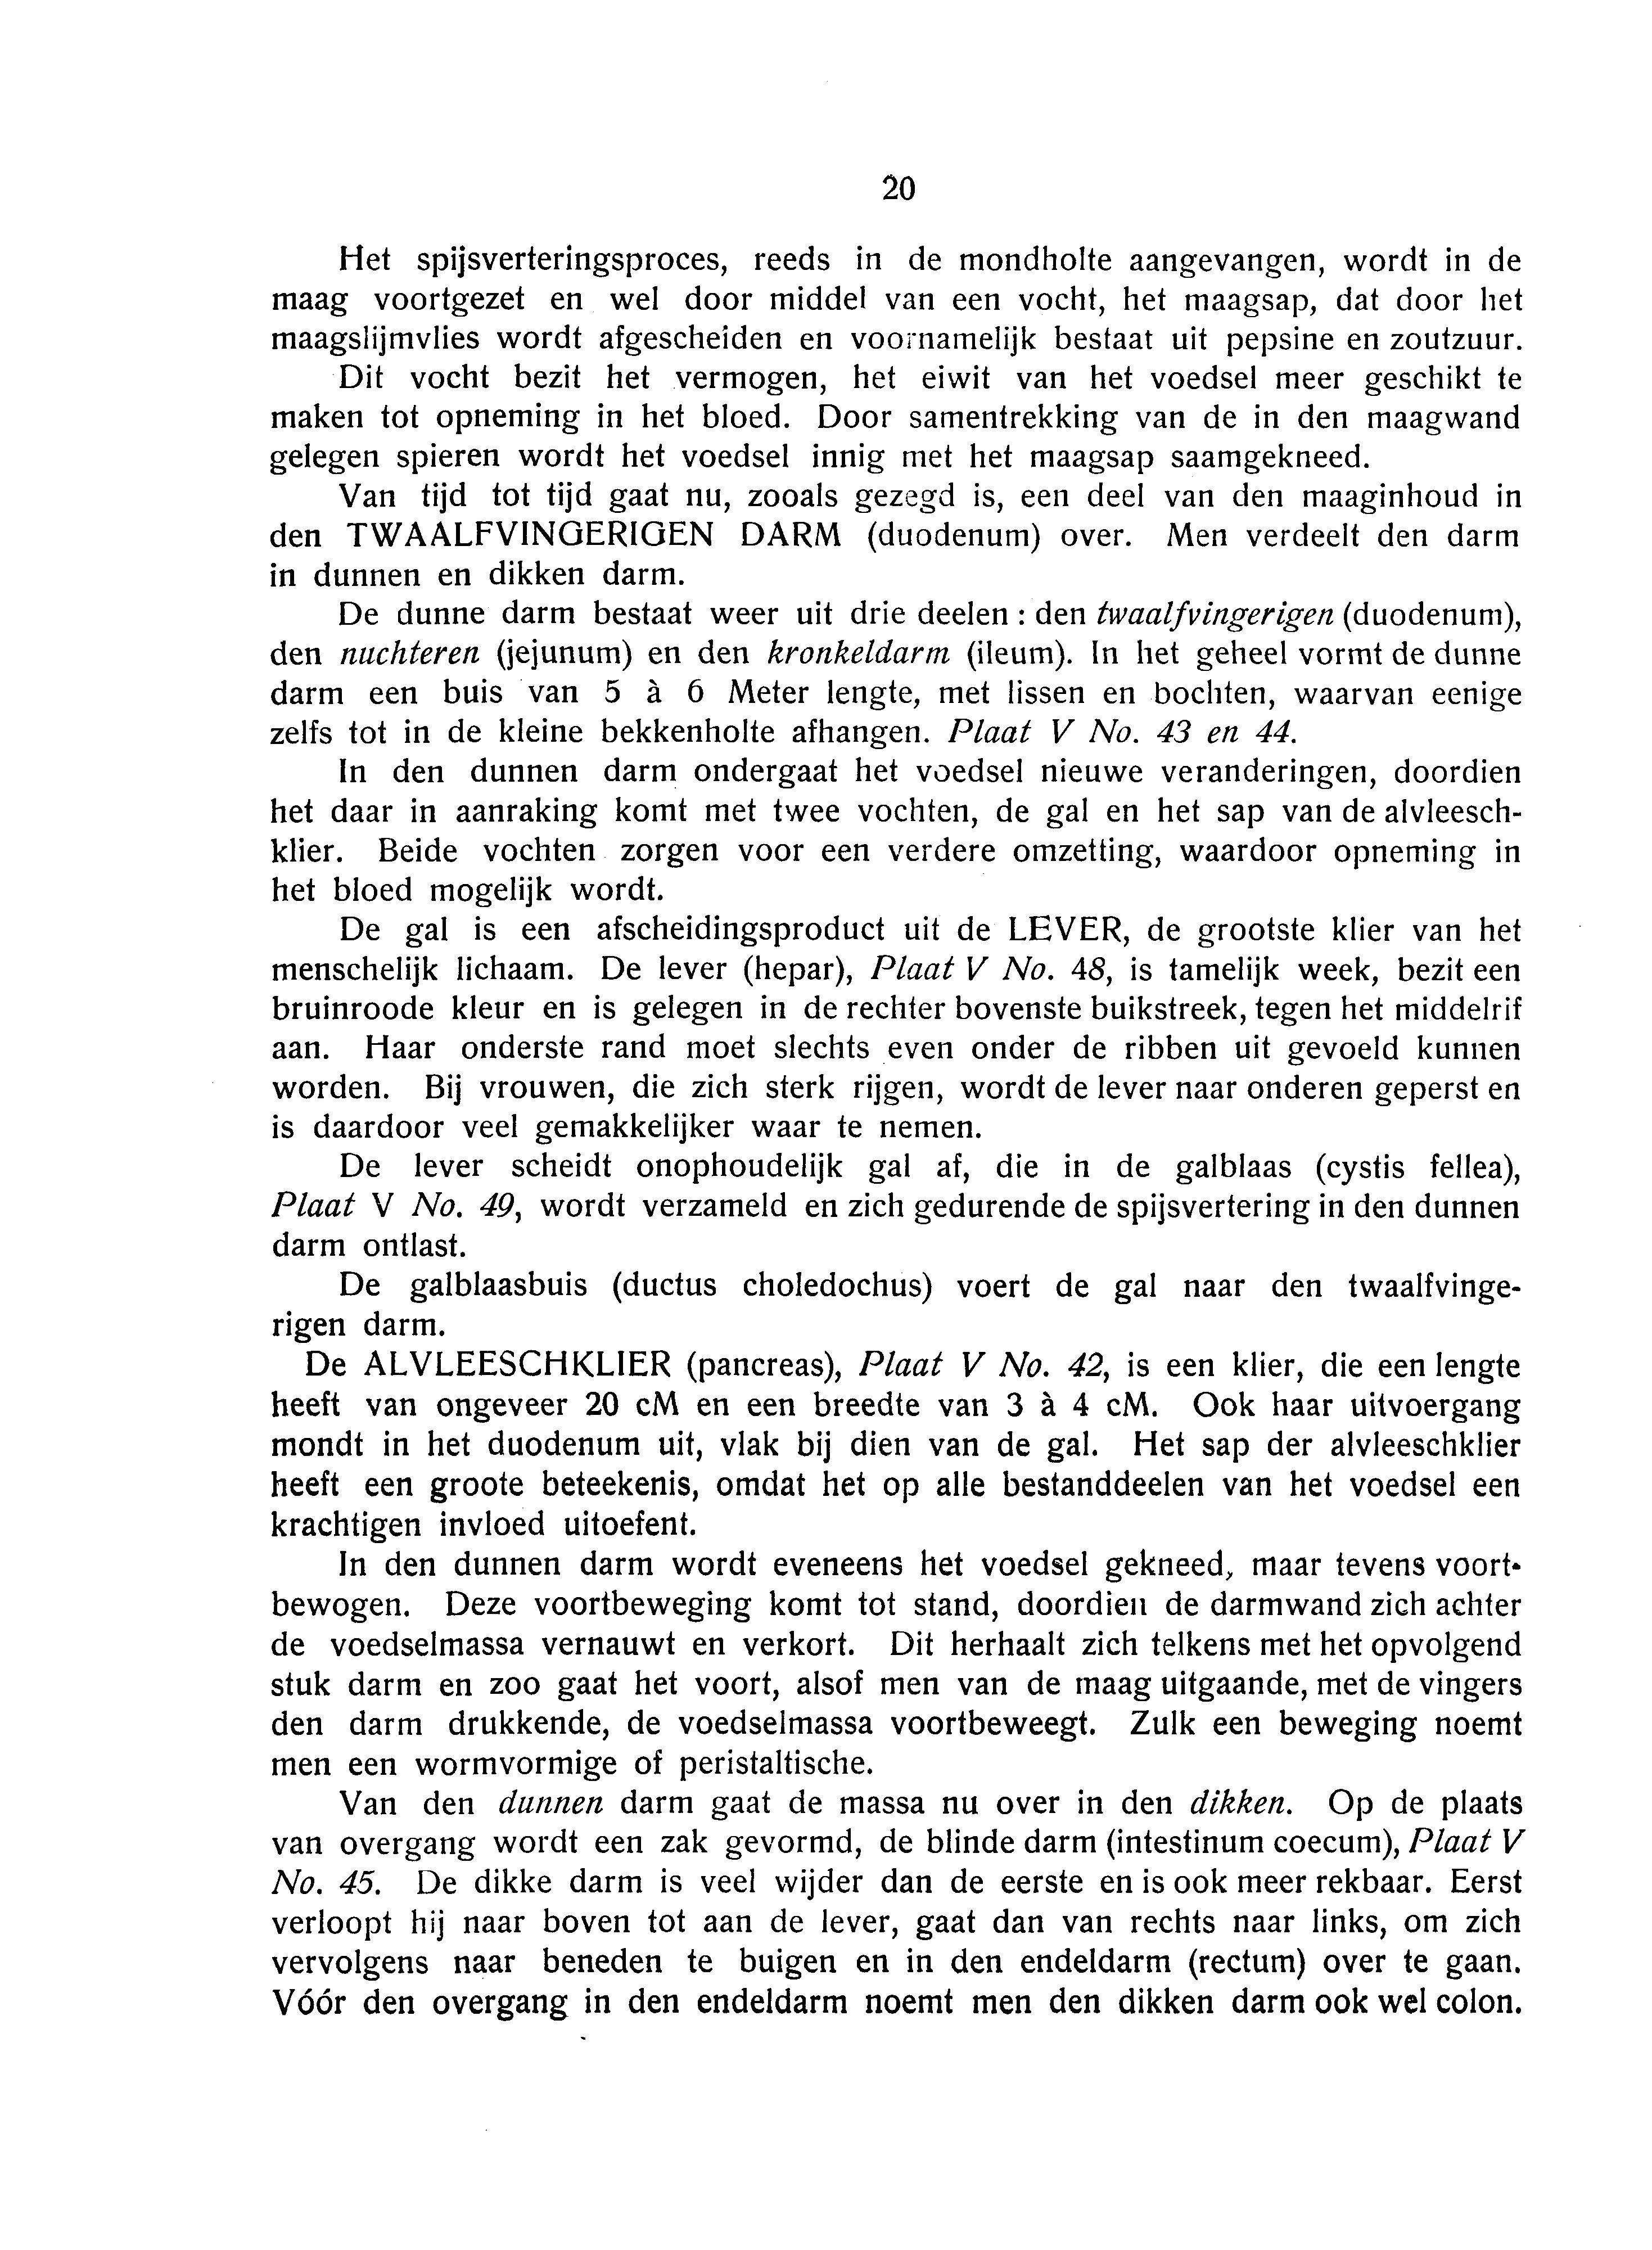 20
Het spijsverteringsproces, reeds in de mondholte aangevangen, wordt in de
maag voortgezet en wel door middel van een vocht, het maagsap, dat door het
maagslijmvlies wordt afgescheiden en voornamelijk bestaat uit pepsine en zoutzuur.
Dit vocht bezit het vermogen, het eiwit van het voedsel meer geschikt te
maken tot opneming in het bloed. Door samentrekking van de in den maagwand
gelegen spieren wordt het voedsel innig met het maagsap saamgekneed.
Van tijd tot tijd gaat nu, zooals gezegd is, een deel van den maaginhoud in
den TWAALFVINGERIGEN DARM (duodenum) over. Men verdeelt den darm
in dunnen en dikken darm.
De dunne darm bestaat weer uit drie deelen : den twaalfvingerigen (duodenum),
den nuchteren (jejunum) en den kronkeldarm (ileum). In het geheel vormt de dunne
darm een buis van 5 à 6 Meter lengte, met lissen en bochten, waarvan eenige
zelfs tot in de kleine bekkenholte afhangen. Plaat V No. 43 en 44.
In den dunnen darm ondergaat het voedsel nieuwe veranderingen, doordien
het daar in aanraking komt met twee vochten, de gal en het sap van de alvleesch-
klier. Beide vochten zorgen voor een verdere omzetting, waardoor opneming in
het bloed mogelijk wordt.
De gal is een afscheidingsproduct uit de LEVER, de grootste klier van het
menschelijk lichaam. De lever (hepar), Plaat V No. 48, is tamelijk week, bezit een
bruinroode kleur en is gelegen in de rechter bovenste buikstreek, tegen het middelrif
aan. Haar onderste rand moet slechts even onder de ribben uit gevoeld kunnen
worden. Bij vrouwen, die zich sterk rijgen, wordt de lever naar onderen geperst en
is daardoor veel gemakkelijker waar te nemen.
De lever scheidt onophoudelijk gal af, die in de galblaas (cystis fellea),
Plaat V No. 49, wordt verzameld en zich gedurende de spijsvertering in den dunnen
darm ontlast.
De galblaasbuis (ductus choledochus) voert de gal naar den twaalfvinge-
rigen darm.
De ALVLEESCHKLIER (pancreas), Plaat V No. 42, is een klier, die een lengte
heeft van ongeveer 20 cM en een breedte van 3 à 4 cM. Ook haar uitvoergang
mondt in het duodenum uit, vlak bij dien van de gal. Het sap der alvleeschklier
heeft een groote beteekenis, omdat het op alle bestanddeelen van het voedsel een
krachtigen invloed uitoefent.
In den dunnen darm wordt eveneens het voedsel gekneed, maar tevens voort-
bewogen. Deze voortbeweging komt tot stand, doordien de darmwand zich achter
de voedselmassa vernauwt en verkort. Dit herhaalt zich telkens met het opvolgend
stuk darm en zoo gaat het voort, alsof men van de maag uitgaande, met de vingers
den darm drukkende, de voedselmassa voortbeweegt. Zulk een beweging noemt
men een wormvormige of peristaltische.
Van den dunnen darm gaat de massa nu over in den dikken. Op de plaats
van overgang wordt een zak gevormd, de blinde darm (intestinum coecum), Plaat V
No. 45. De dikke darm is veel wijder dan de eerste en is ook meer rekbaar. Eerst
verloopt hij naar boven tot aan de lever, gaat dan van rechts naar links, om zich
vervolgens naar beneden te buigen en in den endeldarm (rectum) over te gaan.
Vóór den overgang in den endeldarm noemt men den dikken darm ook wel colon.